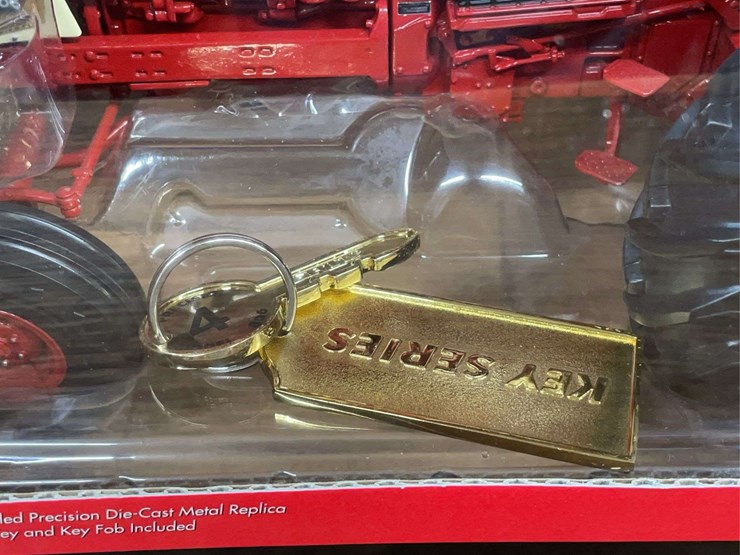 4
KEY SERIES
led Precision Die-Cast Metal Replica
ey and Key Fob Included